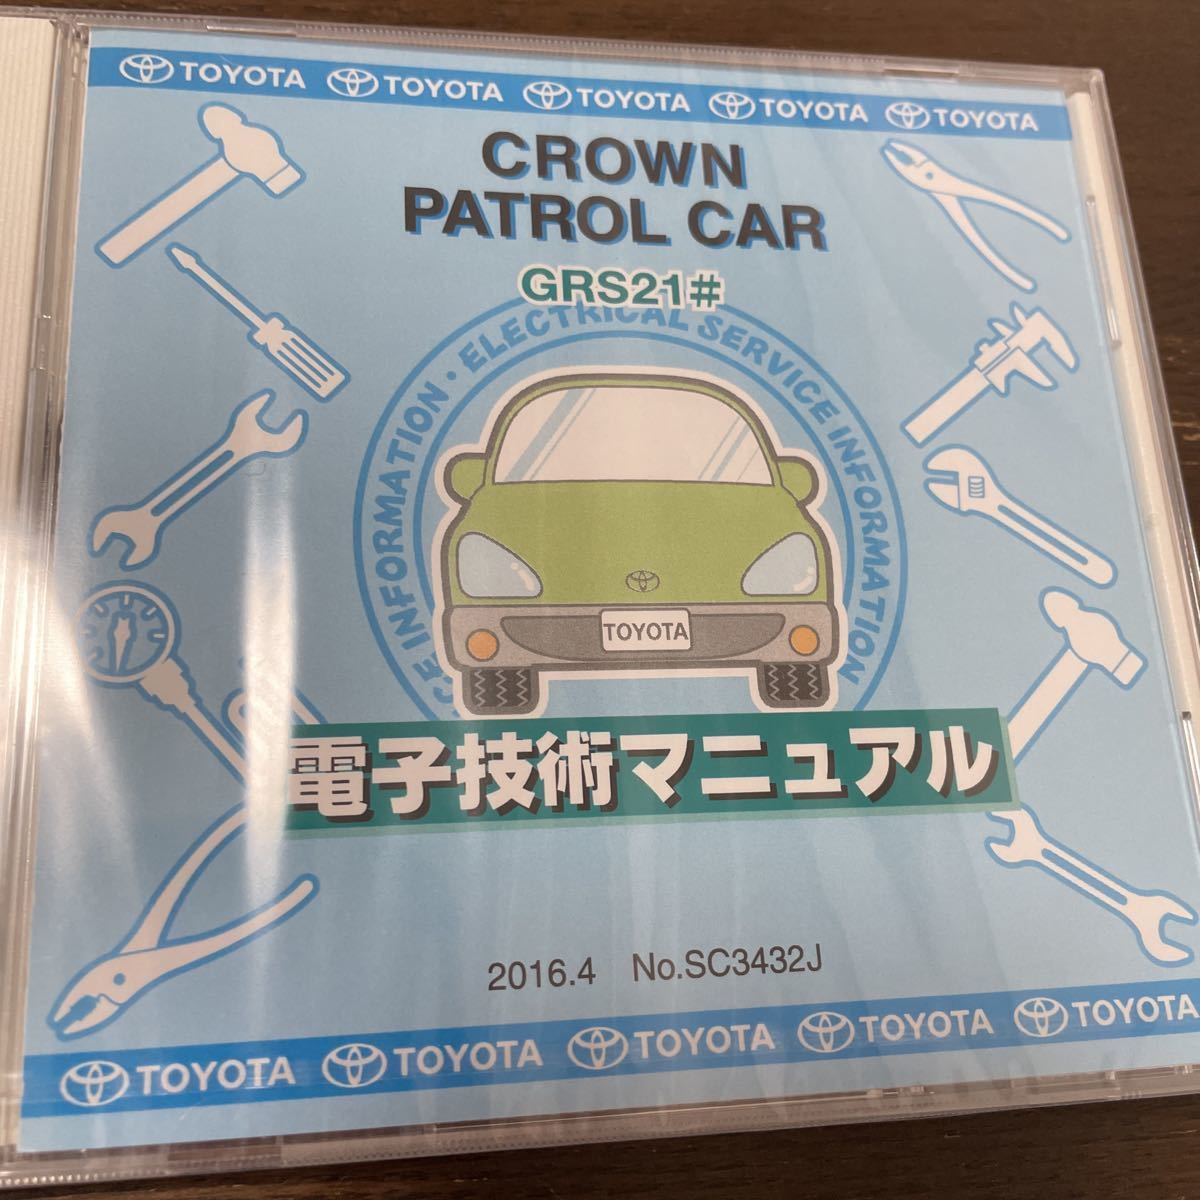 TOYOTA TOYOTA TOYOTA TOYOTA TOYOTA
CROWN
PATROL CAR
GRS21#
CE INFORMATION・ELECTRICAL SERVICE INFORMATION
TOYOTA
電子技術マニュアル
2016.4 No.SC3432J
TOYOTA TOYOTA TOYOTA TOYOTA TOYOTA